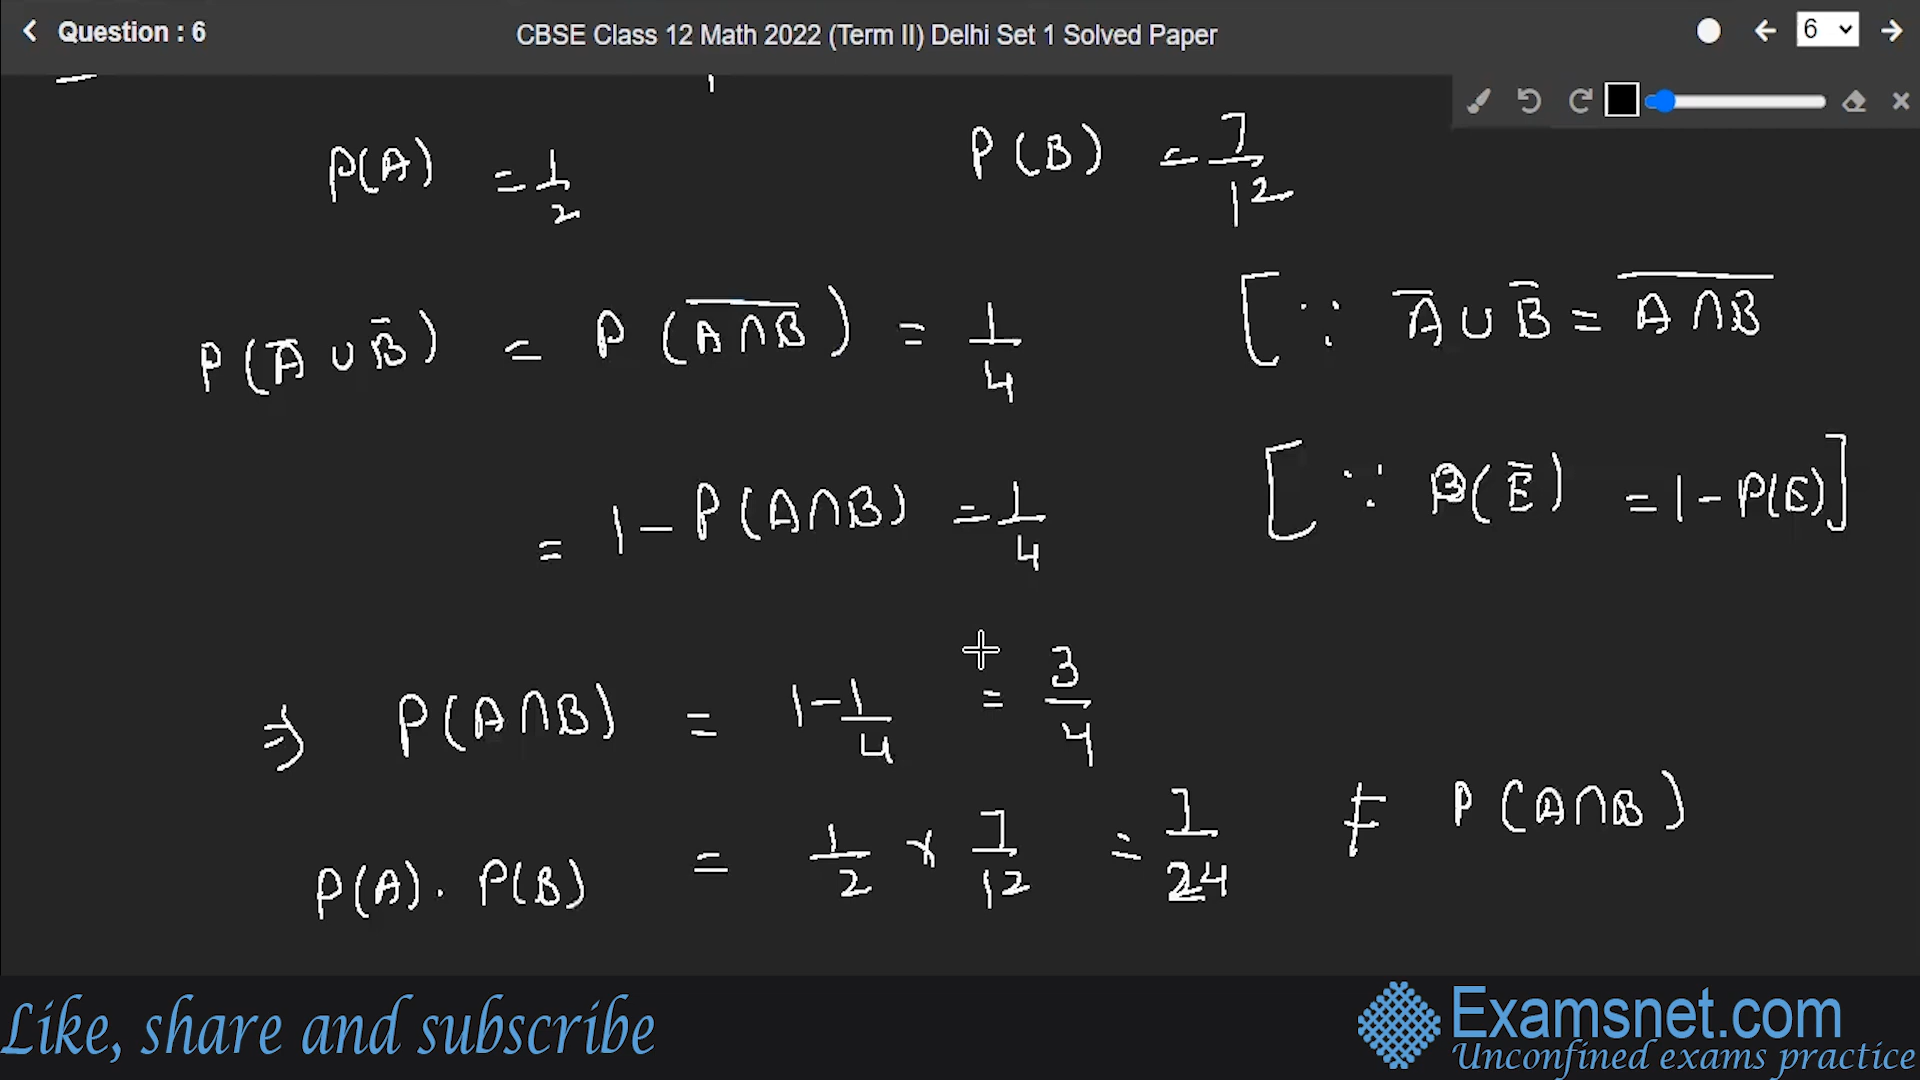 Question : 6
CBSE Class 12 Math 2022 (Term II) Delhi Set 1 Solved Paper
6
P(A) = 1/2
P(B) = 7/12
P(A̅ ∪ B̅) = P(A∩B)̅ = 1/4
[∵ A̅ ∪ B̅ = A̅∩̅B̅
= 1 - P(A∩B) = 1/4
[∵ P(E̅) = 1 - P(E)]
⇒ P(A∩B) = 1 - 1/4 = 3/4
P(A) . P(B) = 1/2 × 7/12 = 7/24 ≠ P(A∩B)
Like, share and subscribe
Examsnet.com
Unconfined exams practice